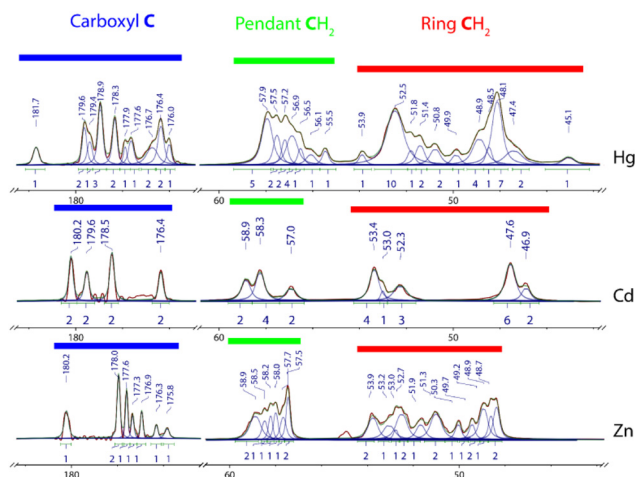 Carboxyl C Pendant CH₂ Ring CH₂
181.7 179.6 179.4 178.9 178.3 177.9 177.6 176.7 176.4 176.0 57.9 57.5 57.2 56.9 56.5 56.1 55.5 53.9 52.5 51.8 51.4 50.8 49.9 48.9 48.5 48.1 47.4 45.1
Hg
1 2 1 3 2 1 1 2 2 1 5 2 2 4 1 1 1 1 10 1 2 2 1 4 1 7 2 1
180 60 50
180.2 179.6 178.5 176.4 58.9 58.3 57.0 53.4 53.0 52.3 47.6 46.9
Cd
2 2 2 2 2 4 2 4 1 3 6 2
180 60 50
180.2 178.0 177.6 177.3 176.9 176.3 175.8 58.9 58.5 58.2 58.0 57.7 57.5 53.9 53.2 53.0 52.7 51.9 51.3 50.3 49.7 49.2 48.9 48.7
Zn
1 2 1 1 1 1 1 2 1 1 1 1 2 2 1 1 2 1 2 2 1 1 2 1 2
180 60 50